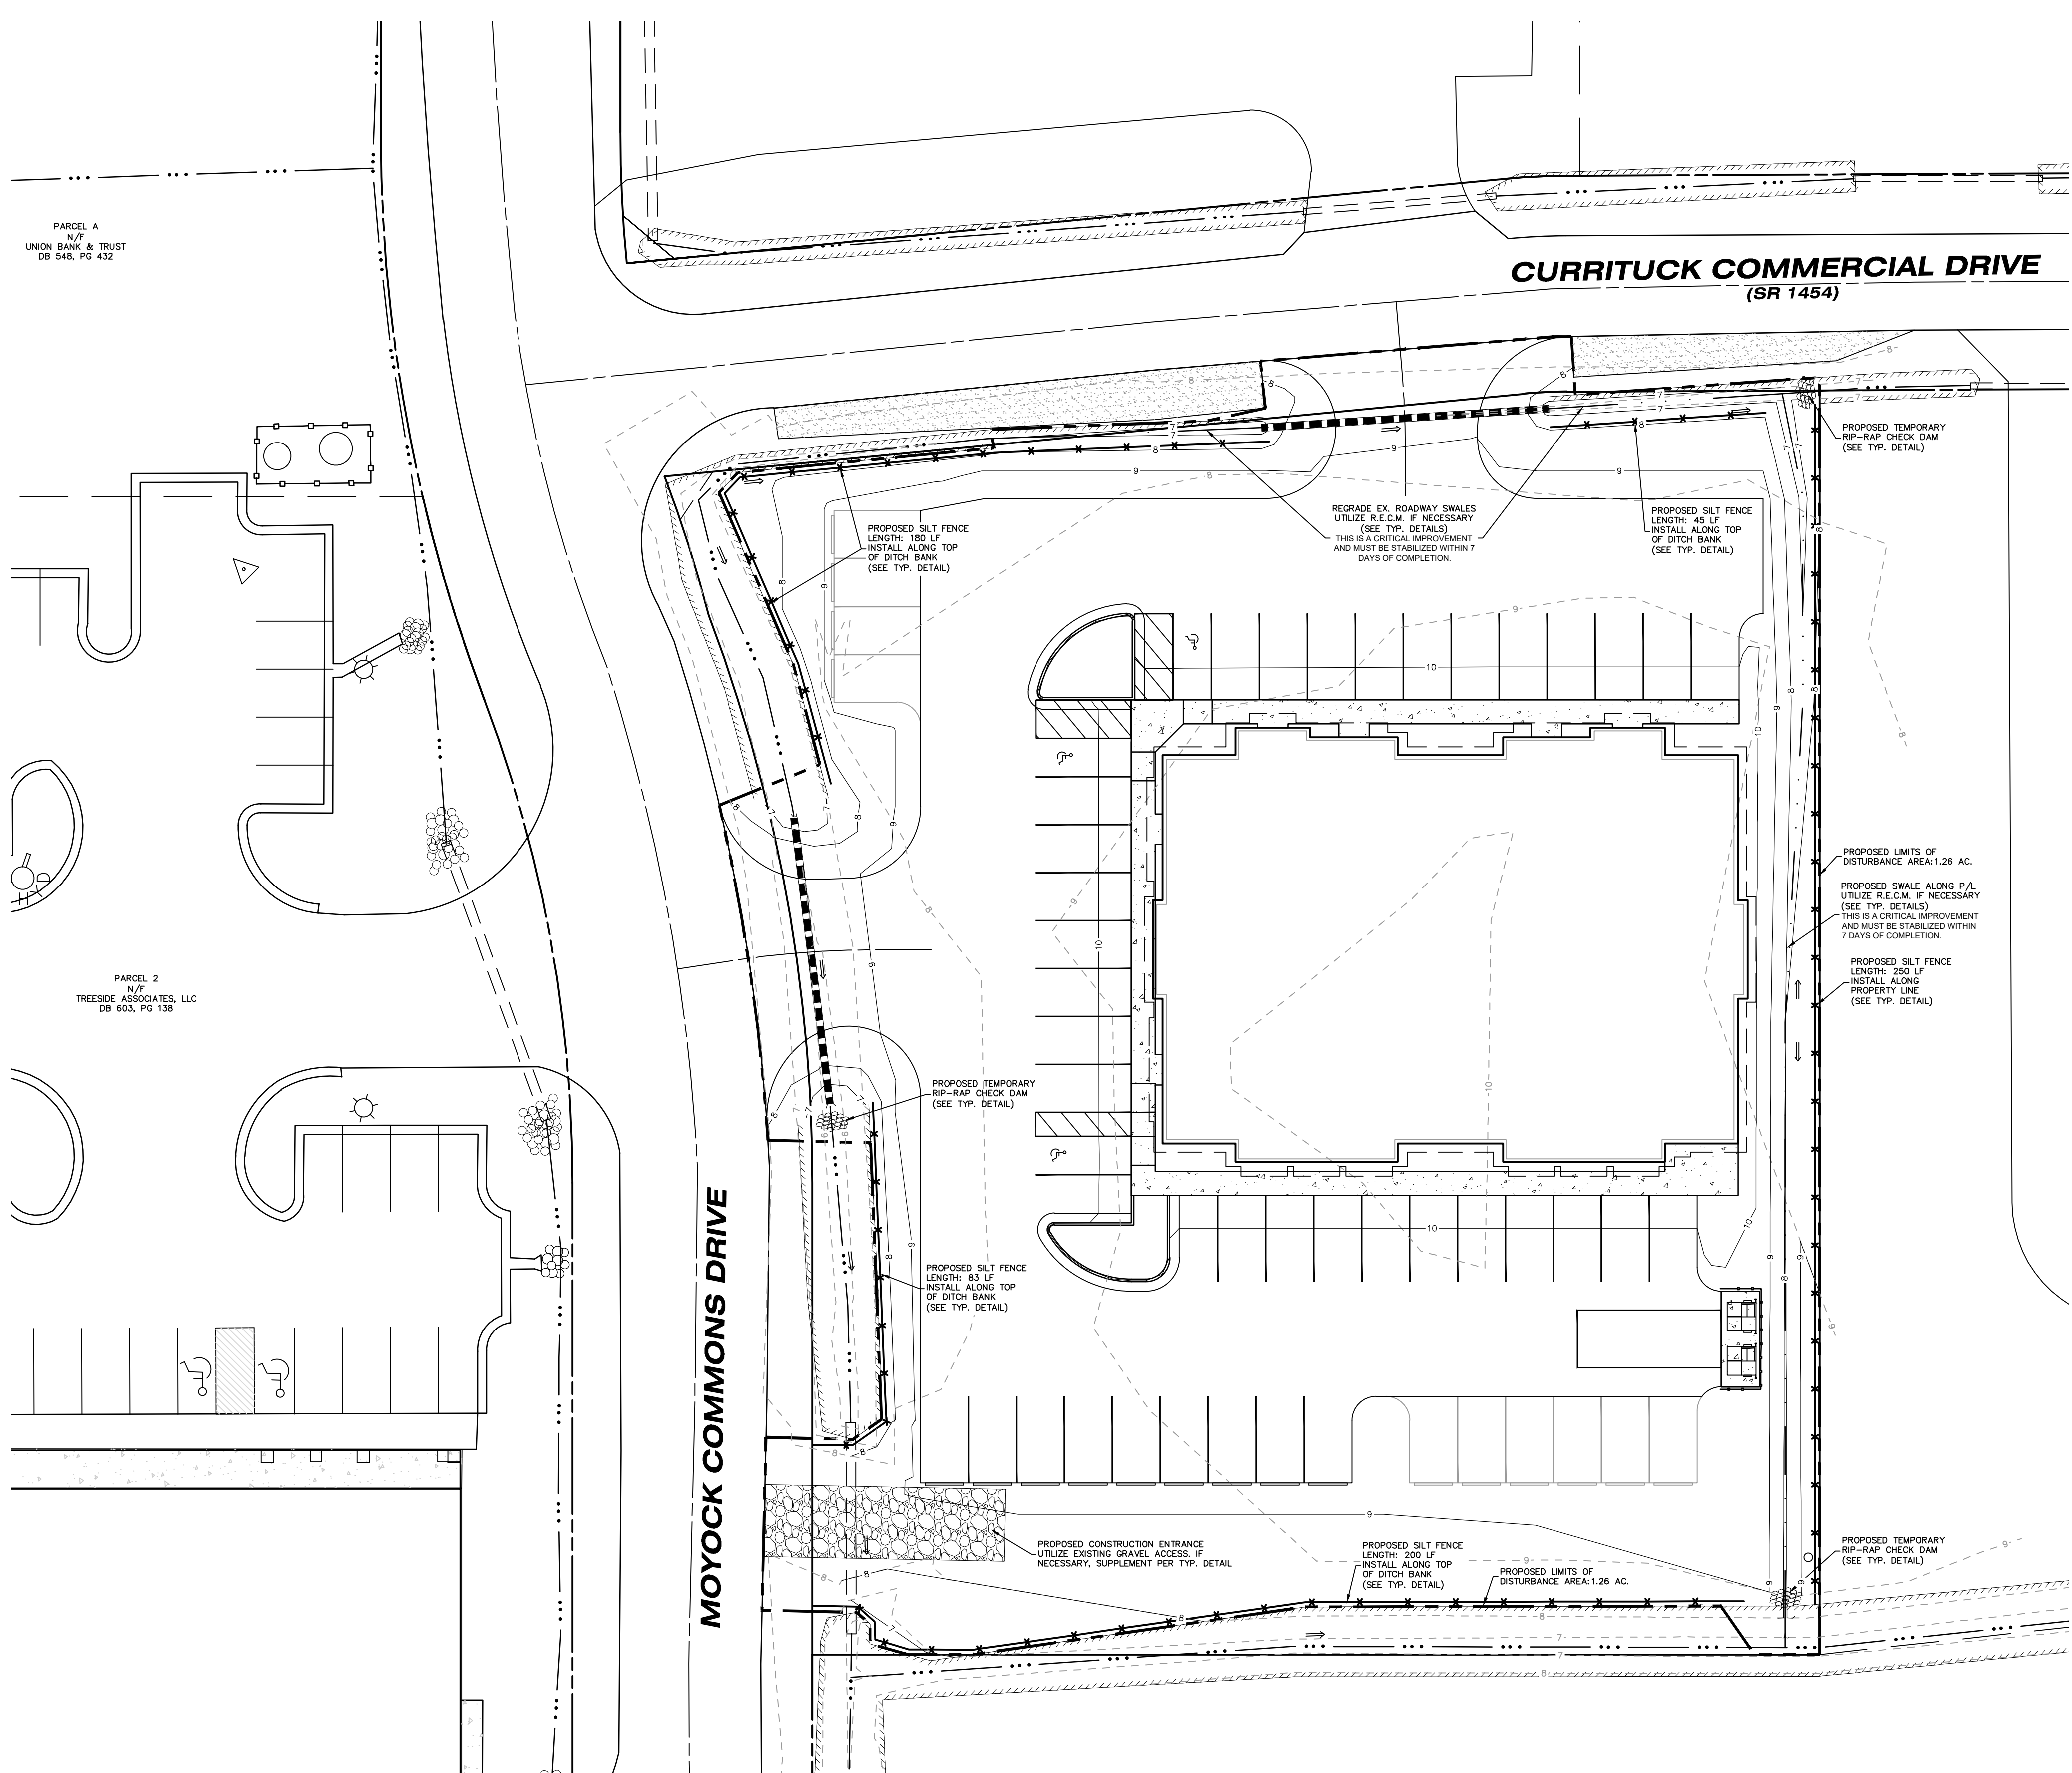 PARCEL A
N/F
UNION BANK & TRUST
DB 548, PG 432
CURRITUCK COMMERCIAL DRIVE
(SR 1454)
PROPOSED TEMPORARY
RIP-RAP CHECK DAM
(SEE TYP. DETAIL)
PROPOSED SILT FENCE
LENGTH: 180 LF
INSTALL ALONG TOP
OF DITCH BANK
(SEE TYP. DETAIL)
REGRADE EX. ROADWAY SWALES
UTILIZE R.E.C.M. IF NECESSARY
(SEE TYP. DETAILS)
THIS IS A CRITICAL IMPROVEMENT
AND MUST BE STABILIZED WITHIN 7
DAYS OF COMPLETION.
PROPOSED SILT FENCE
LENGTH: 45 LF
INSTALL ALONG TOP
OF DITCH BANK
(SEE TYP. DETAIL)
PROPOSED LIMITS OF
DISTURBANCE AREA:1.26 AC.
PROPOSED SWALE ALONG P/L
UTILIZE R.E.C.M. IF NECESSARY
(SEE TYP. DETAILS)
THIS IS A CRITICAL IMPROVEMENT
AND MUST BE STABILIZED WITHIN
7 DAYS OF COMPLETION.
PROPOSED SILT FENCE
LENGTH: 250 LF
INSTALL ALONG
PROPERTY LINE
(SEE TYP. DETAIL)
PARCEL 2
N/F
TREESIDE ASSOCIATES, LLC
DB 603, PG 138
PROPOSED TEMPORARY
RIP-RAP CHECK DAM
(SEE TYP. DETAIL)
MOYOCK COMMONS DRIVE
PROPOSED SILT FENCE
LENGTH: 83 LF
INSTALL ALONG TOP
OF DITCH BANK
(SEE TYP. DETAIL)
PROPOSED CONSTRUCTION ENTRANCE
UTILIZE EXISTING GRAVEL ACCESS. IF
NECESSARY, SUPPLEMENT PER TYP. DETAIL
PROPOSED SILT FENCE
LENGTH: 200 LF
INSTALL ALONG TOP
OF DITCH BANK
(SEE TYP. DETAIL)
PROPOSED LIMITS OF
DISTURBANCE AREA:1.26 AC.
PROPOSED TEMPORARY
RIP-RAP CHECK DAM
(SEE TYP. DETAIL)